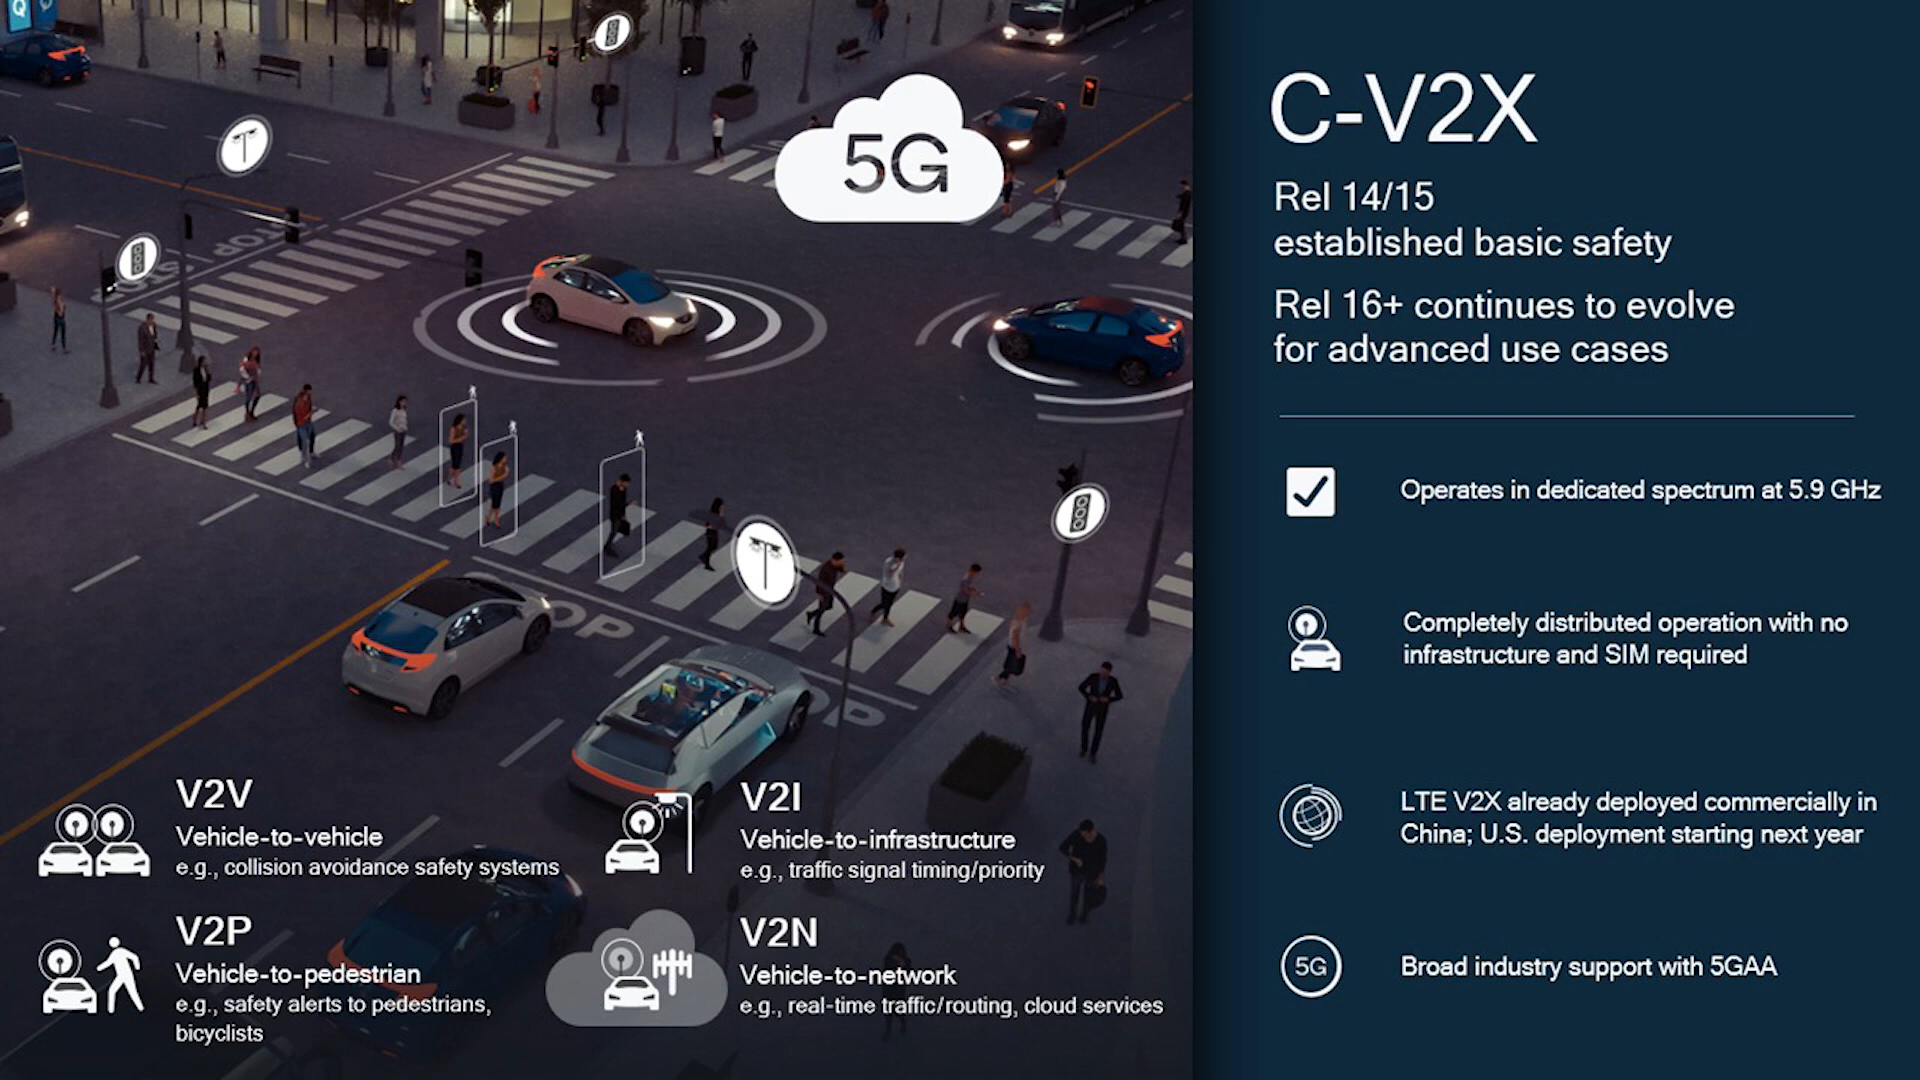 Q
5G
STOP
STOP
OP
OP
V2V
Vehicle-to-vehicle
e.g., collision avoidance safety systems
V2I
Vehicle-to-infrastructure
e.g., traffic signal timing/priority
V2P
Vehicle-to-pedestrian
e.g., safety alerts to pedestrians,
bicyclists
V2N
Vehicle-to-network
e.g., real-time traffic/routing, cloud services
C-V2X
Rel 14/15
established basic safety
Rel 16+ continues to evolve
for advanced use cases
Operates in dedicated spectrum at 5.9 GHz
Completely distributed operation with no
infrastructure and SIM required
LTE V2X already deployed commercially in
China; U.S. deployment starting next year
5G
Broad industry support with 5GAA